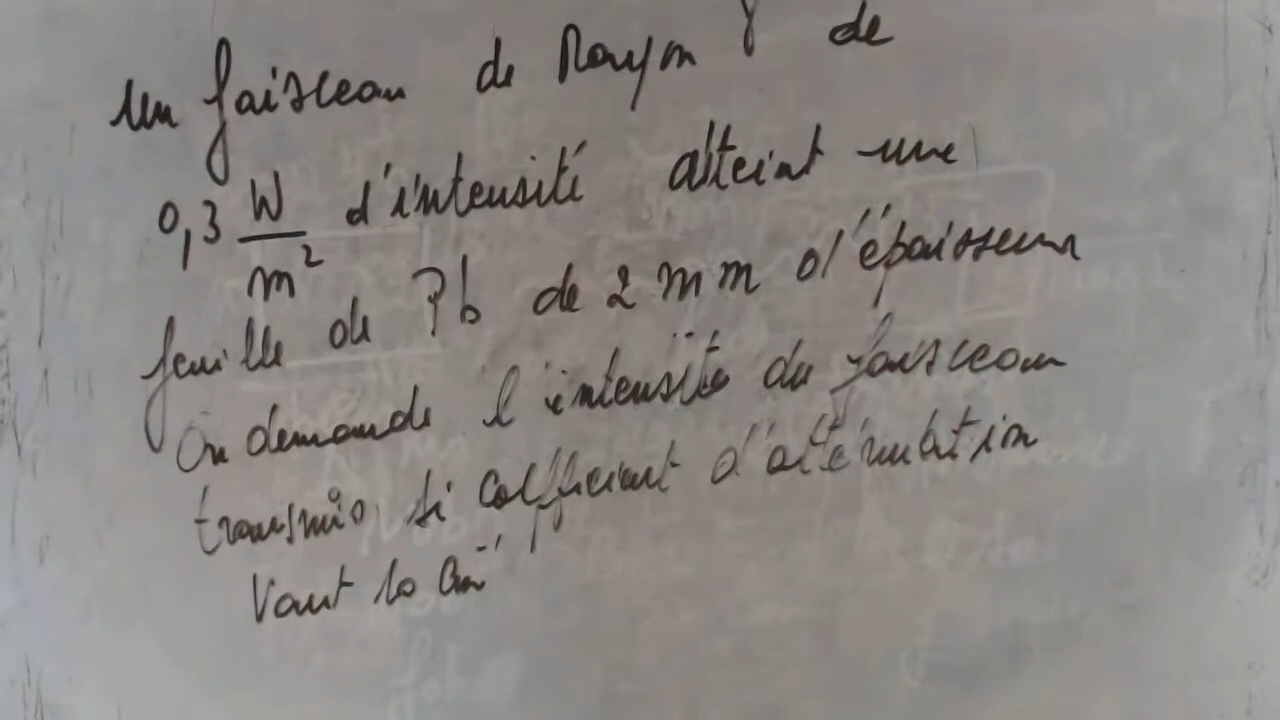 Un faisceau de Rayon γ de
0,3 W/m² d'intensité atteint une
feuille de Pb de 2 mm d'épaisseur
On demande l'intensité du faisceau
transmis, si coefficient d'atténuation
Vaut 10 cm⁻¹